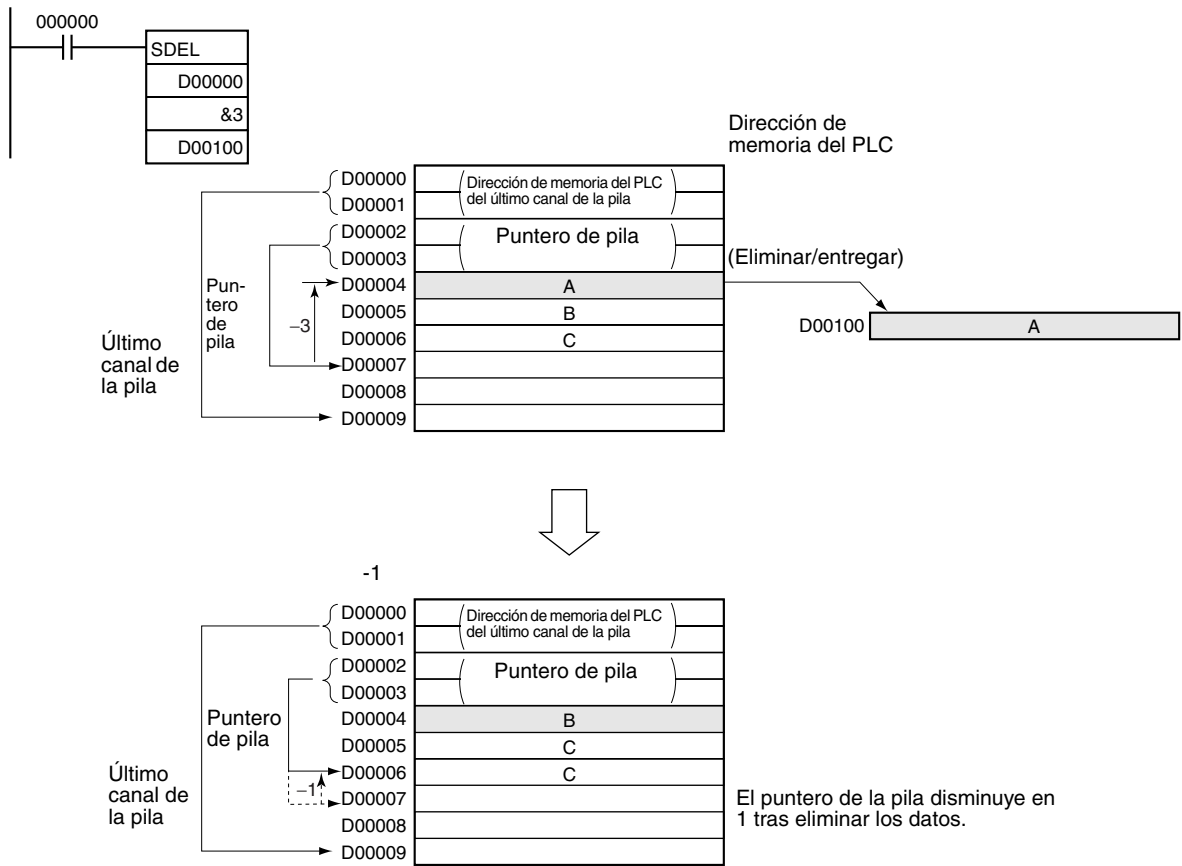 000000
SDEL
D00000
&3
D00100
Dirección de
memoria del PLC
D00000
D00001
(Dirección de memoria del PLC
del último canal de la pila)
D00002
D00003
(Puntero de pila)
(Eliminar/entregar)
D00004
A
D00005
B
D00006
C
D00007
D00008
D00009
Pun-
tero
de
pila
–3
Último
canal de
la pila
D00100
A
-1
D00000
D00001
(Dirección de memoria del PLC
del último canal de la pila)
D00002
D00003
(Puntero de pila)
D00004
B
D00005
C
D00006
C
D00007
D00008
D00009
Puntero
de pila
–1
Último
canal de
la pila
El puntero de la pila disminuye en
1 tras eliminar los datos.